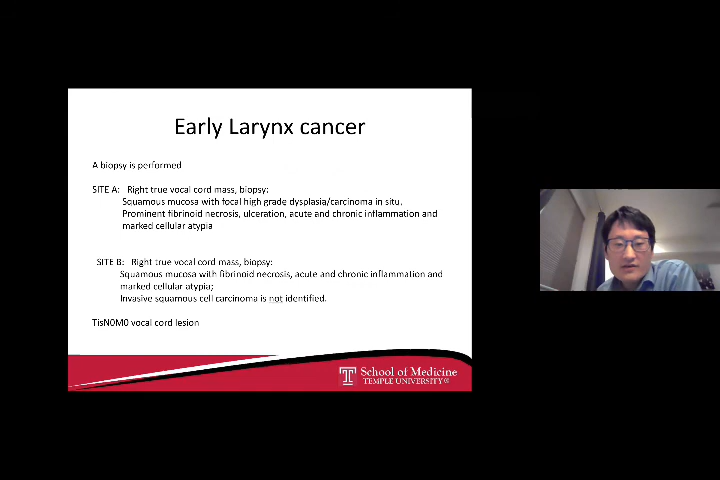 Early Larynx cancer
A biopsy is performed
SITE A: Right true vocal cord mass, biopsy:
Squamous mucosa with focal high grade dysplasia/carcinoma in situ.
Prominent fibrinoid necrosis, ulceration, acute and chronic inflammation and
marked cellular atypia
SITE B: Right true vocal cord mass, biopsy:
Squamous mucosa with fibrinoid necrosis, acute and chronic inflammation and
marked cellular atypia;
Invasive squamous cell carcinoma is not identified.
TisN0M0 vocal cord lesion
T School of Medicine
TEMPLE UNIVERSITY®